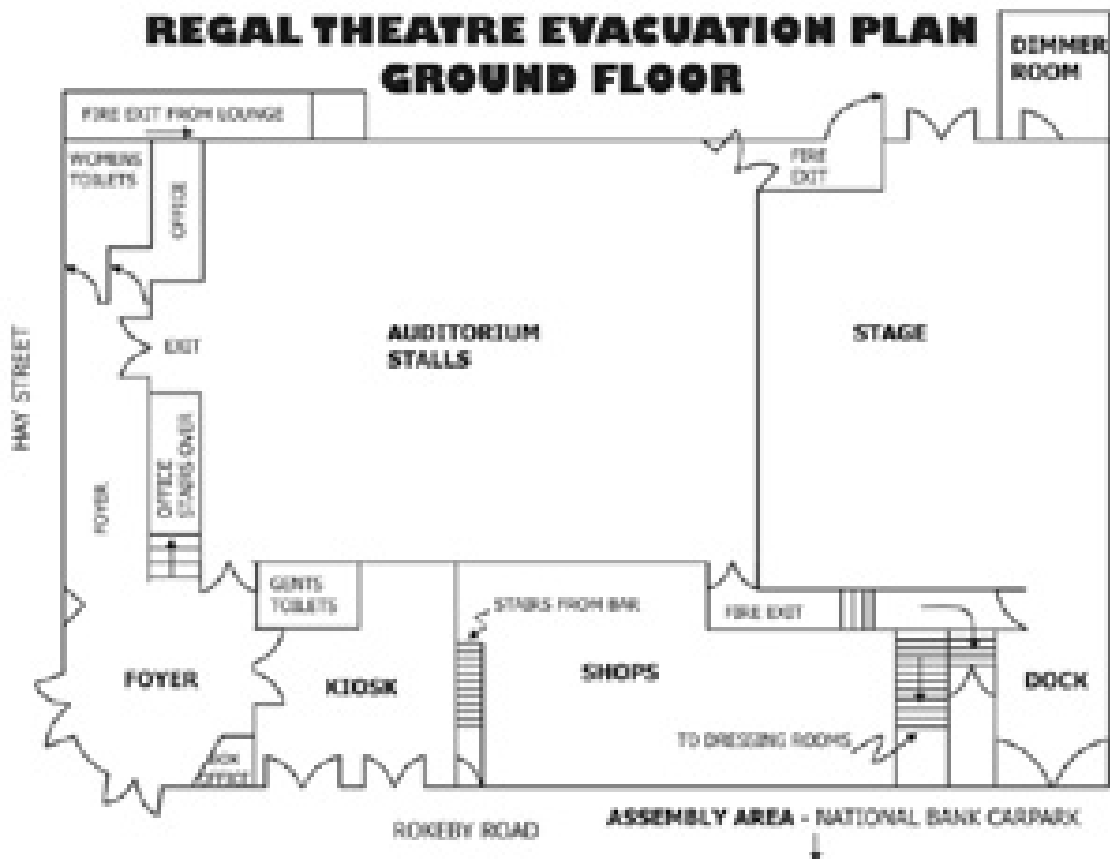 REGAL THEATRE EVACUATION PLAN
GROUND FLOOR
DIMMER
ROOM
FIRE EXIT FROM LOUNGE
WOMENS
TOILETS
OFFICE
FIRE
EXIT
HAY STREET
EXIT
AUDITORIUM
STALLS
STAGE
OFFICE
STAIRS OVER
FOYER
GENTS
TOILETS
STAIRS FROM BAR
FIRE EXIT
FOYER
KIOSK
SHOPS
DOCK
TO DRESSING ROOMS
BOX
OFFICE
ROKEBY ROAD
ASSEMBLY AREA - NATIONAL BANK CARPARK